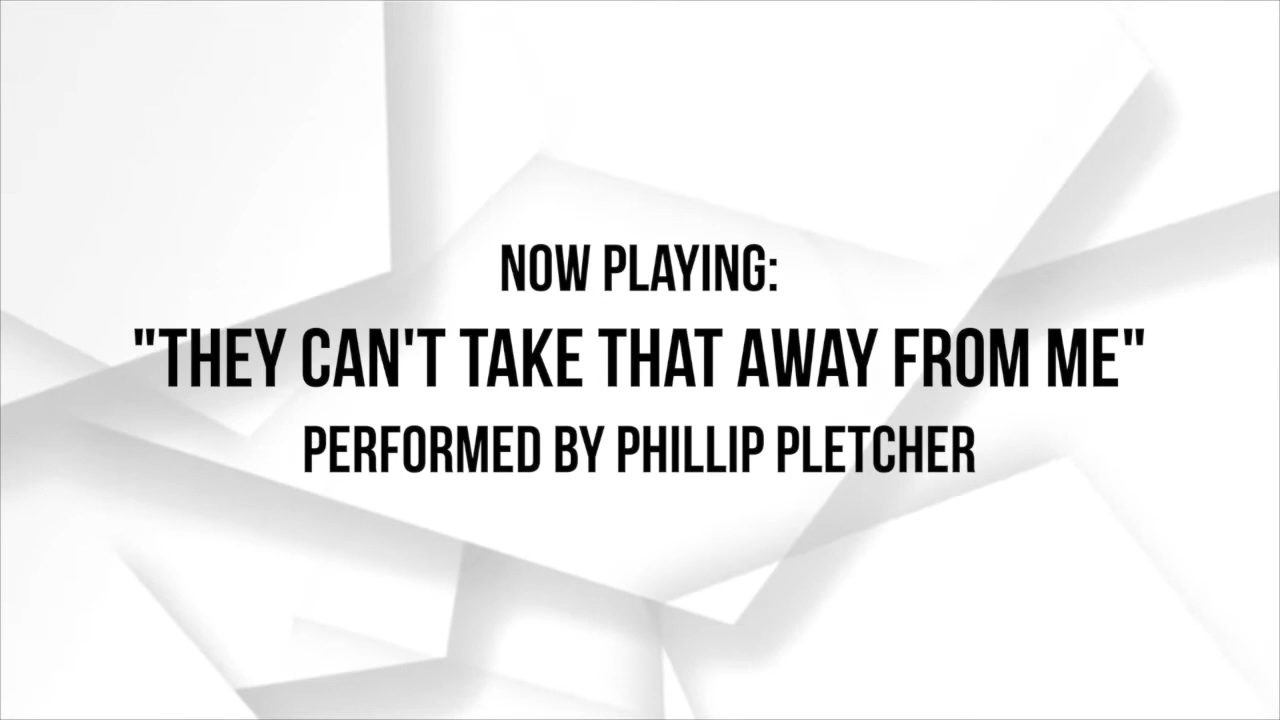 NOW PLAYING:
"THEY CAN'T TAKE THAT AWAY FROM ME"
PERFORMED BY PHILLIP PLETCHER